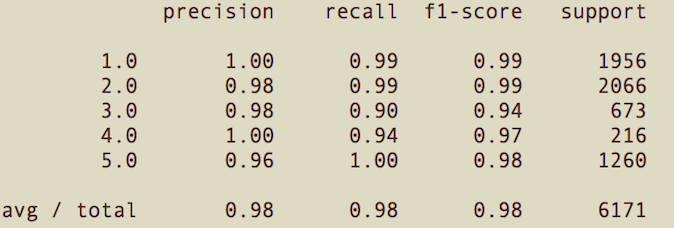 precision recall f1-score support
1.0 1.00 0.99 0.99 1956
2.0 0.98 0.99 0.99 2066
3.0 0.98 0.90 0.94 673
4.0 1.00 0.94 0.97 216
5.0 0.96 1.00 0.98 1260
avg / total 0.98 0.98 0.98 6171